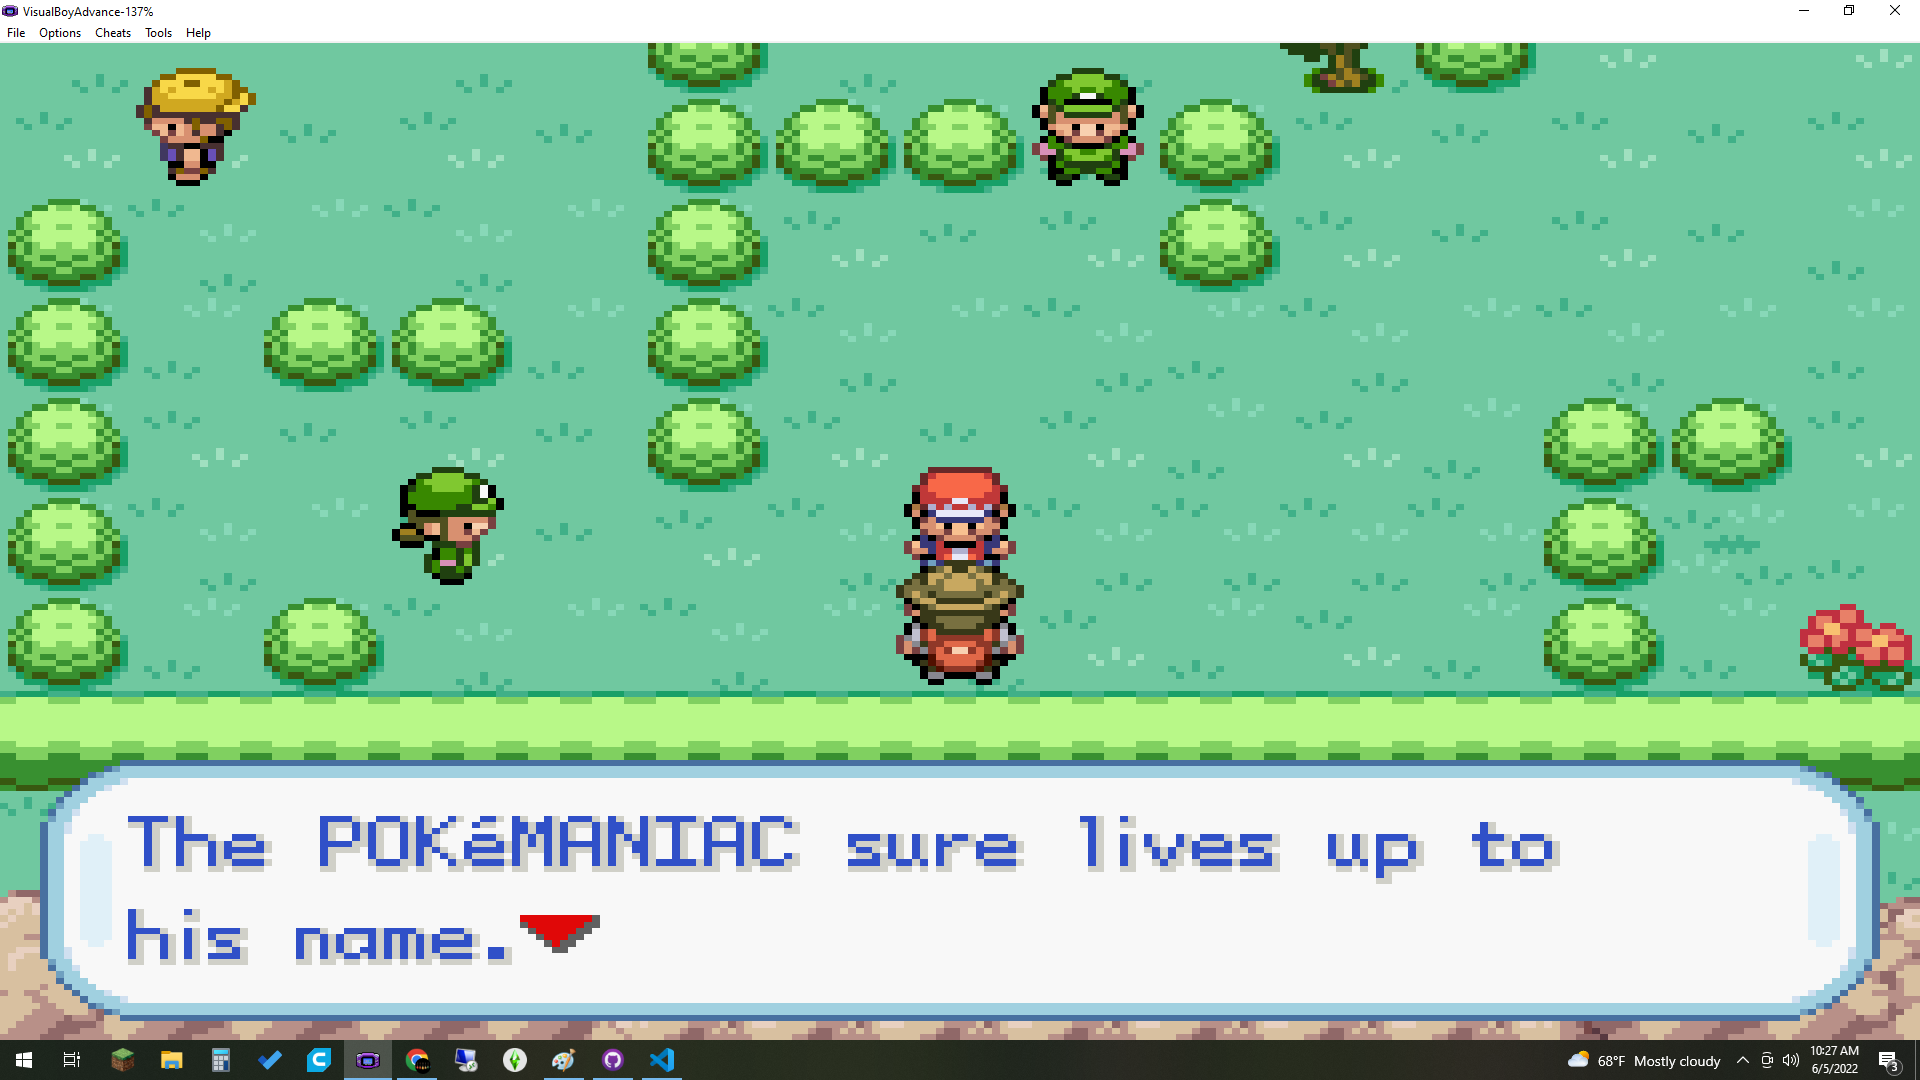 VisualBoyAdvance-137%
File Options Cheats Tools Help
The POKéMANIAC sure lives up to
his name.
68°F Mostly cloudy
10:27 AM
6/5/2022
3